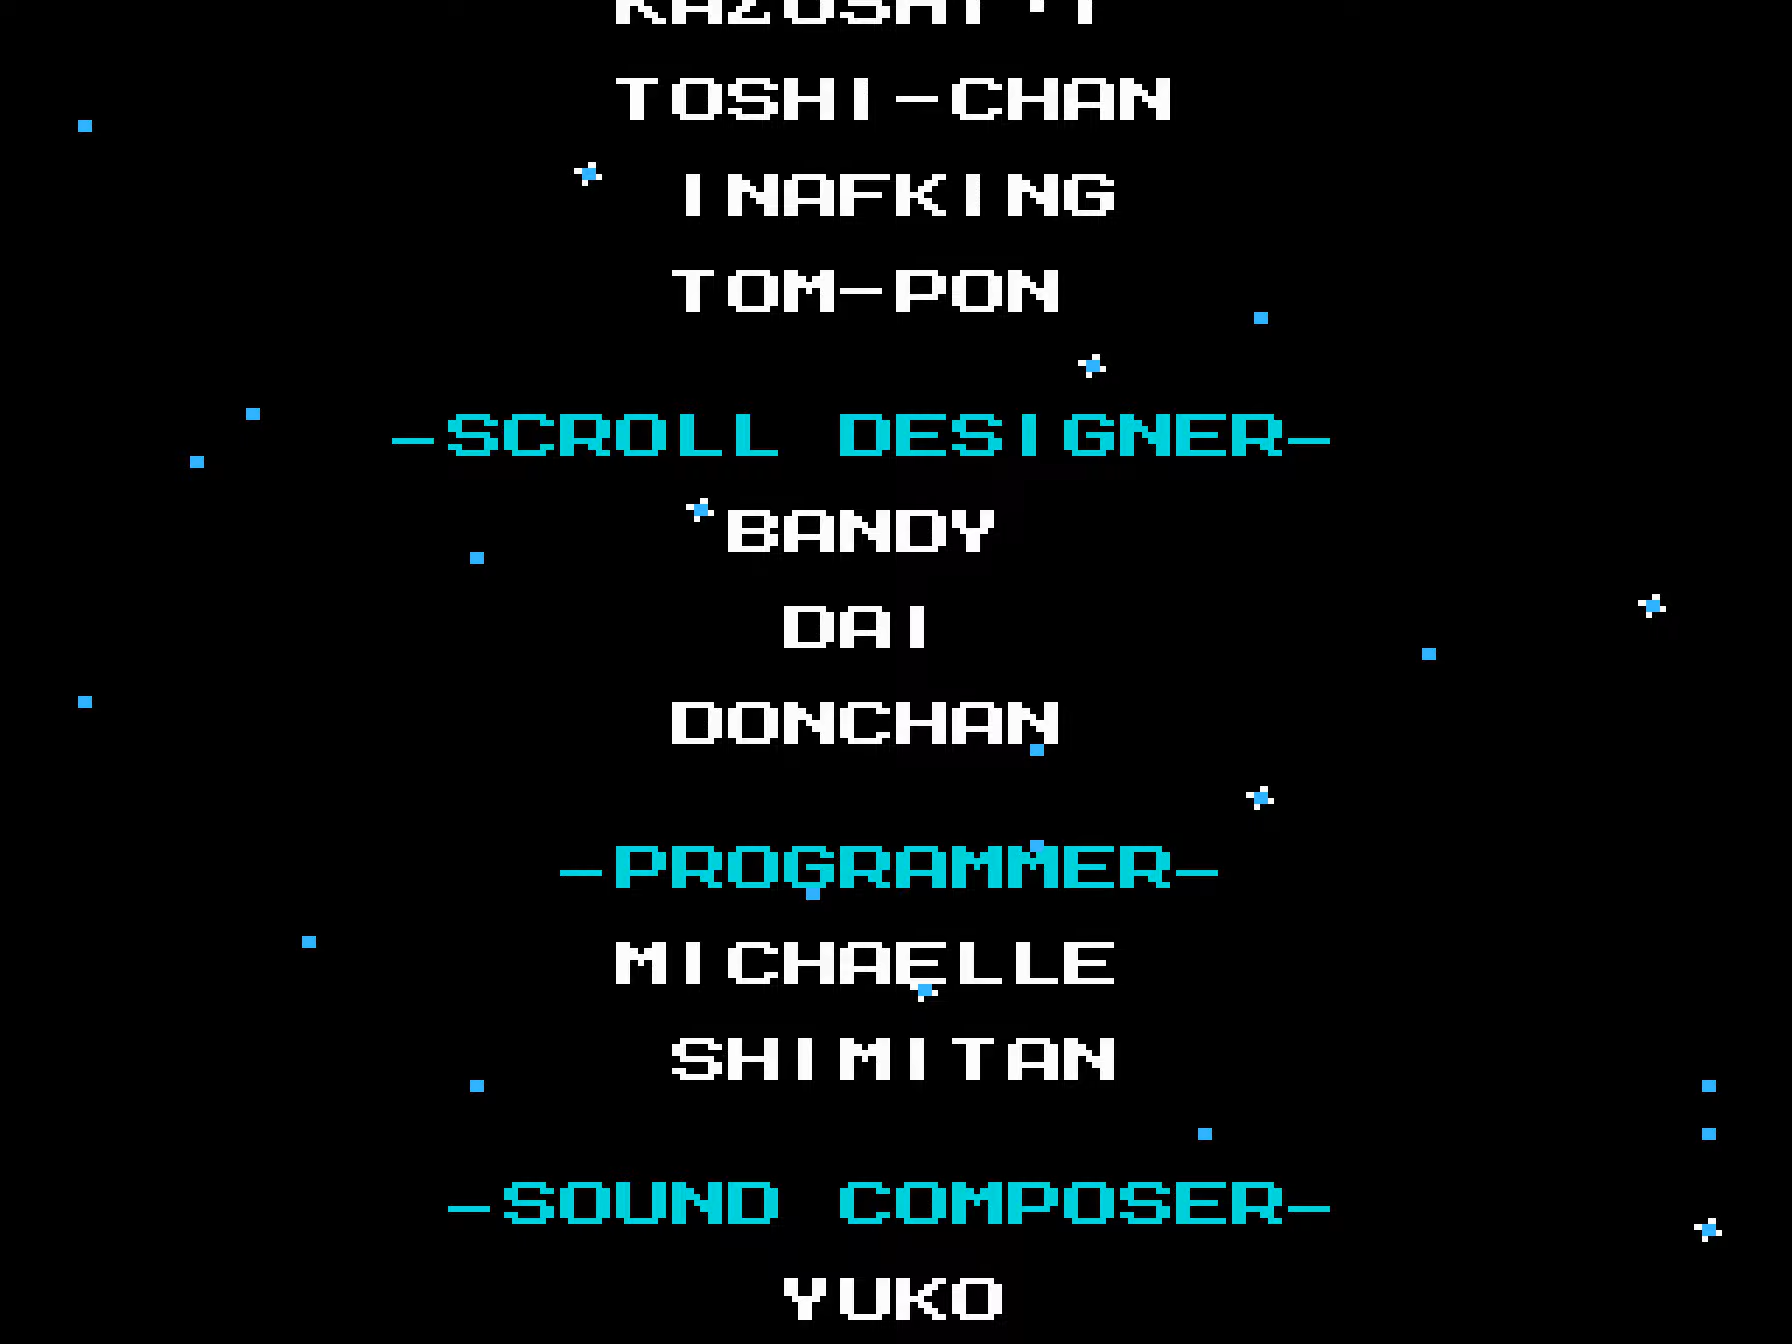 TOSHI-CHAN
INAFKING
TOM-PON
-SCROLL DESIGNER-
BANDY
DAI
DONCHAN
-PROGRAMMER-
MICHAELLE
SHIMITAN
-SOUND COMPOSER-
YUKO